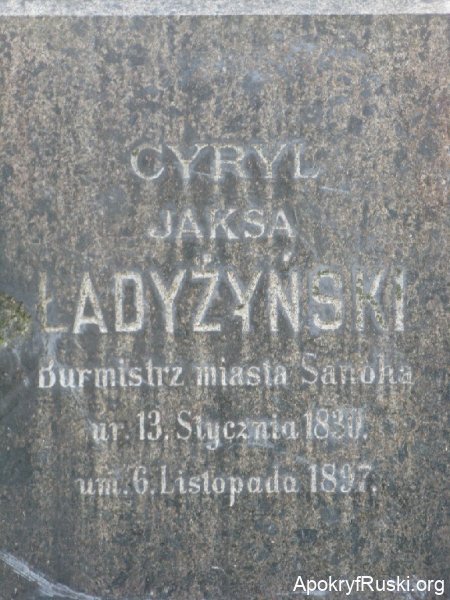 CYRYL
JAKSA
ŁADYŻYŃSKI
Burmistrz miasta Sanoka
ur. 13. Stycznia 1830.
um. 6. Listopada 1897.
ApokryfRuski.org